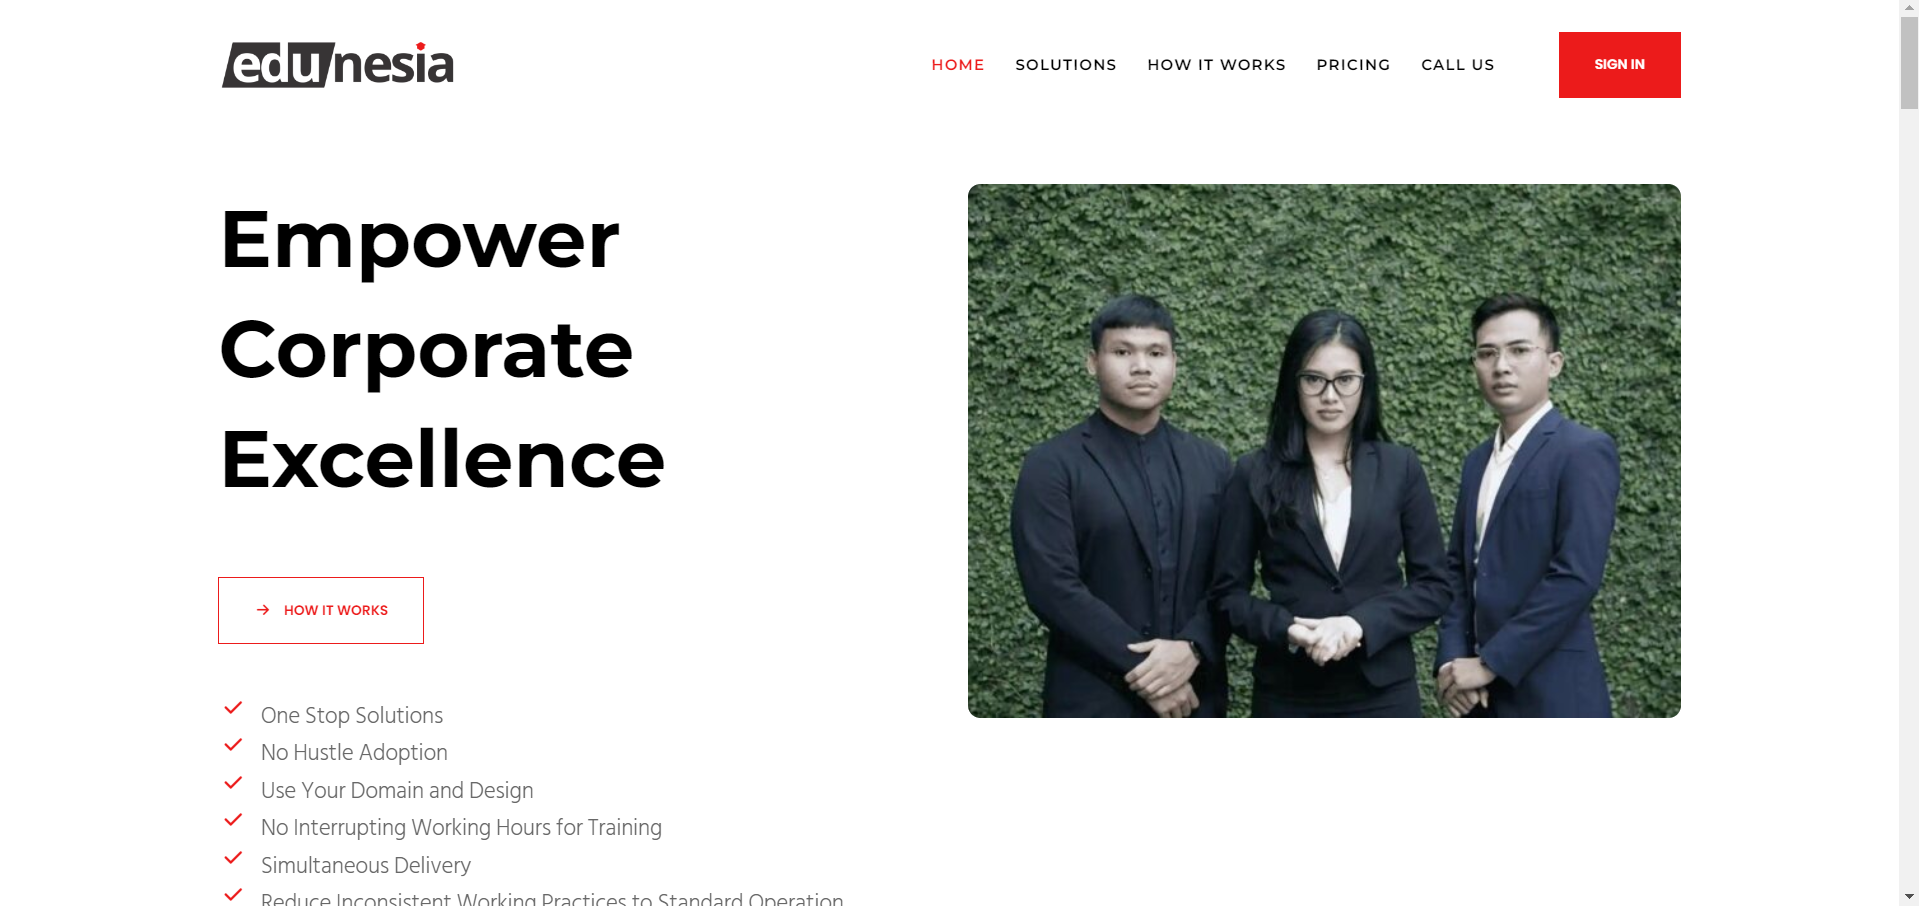 edunesia
HOME SOLUTIONS HOW IT WORKS PRICING CALL US SIGN IN
Empower
Corporate
Excellence
HOW IT WORKS
One Stop Solutions
No Hustle Adoption
Use Your Domain and Design
No Interrupting Working Hours for Training
Simultaneous Delivery
Reduce Inconsistent Working Practices to Standard Operation